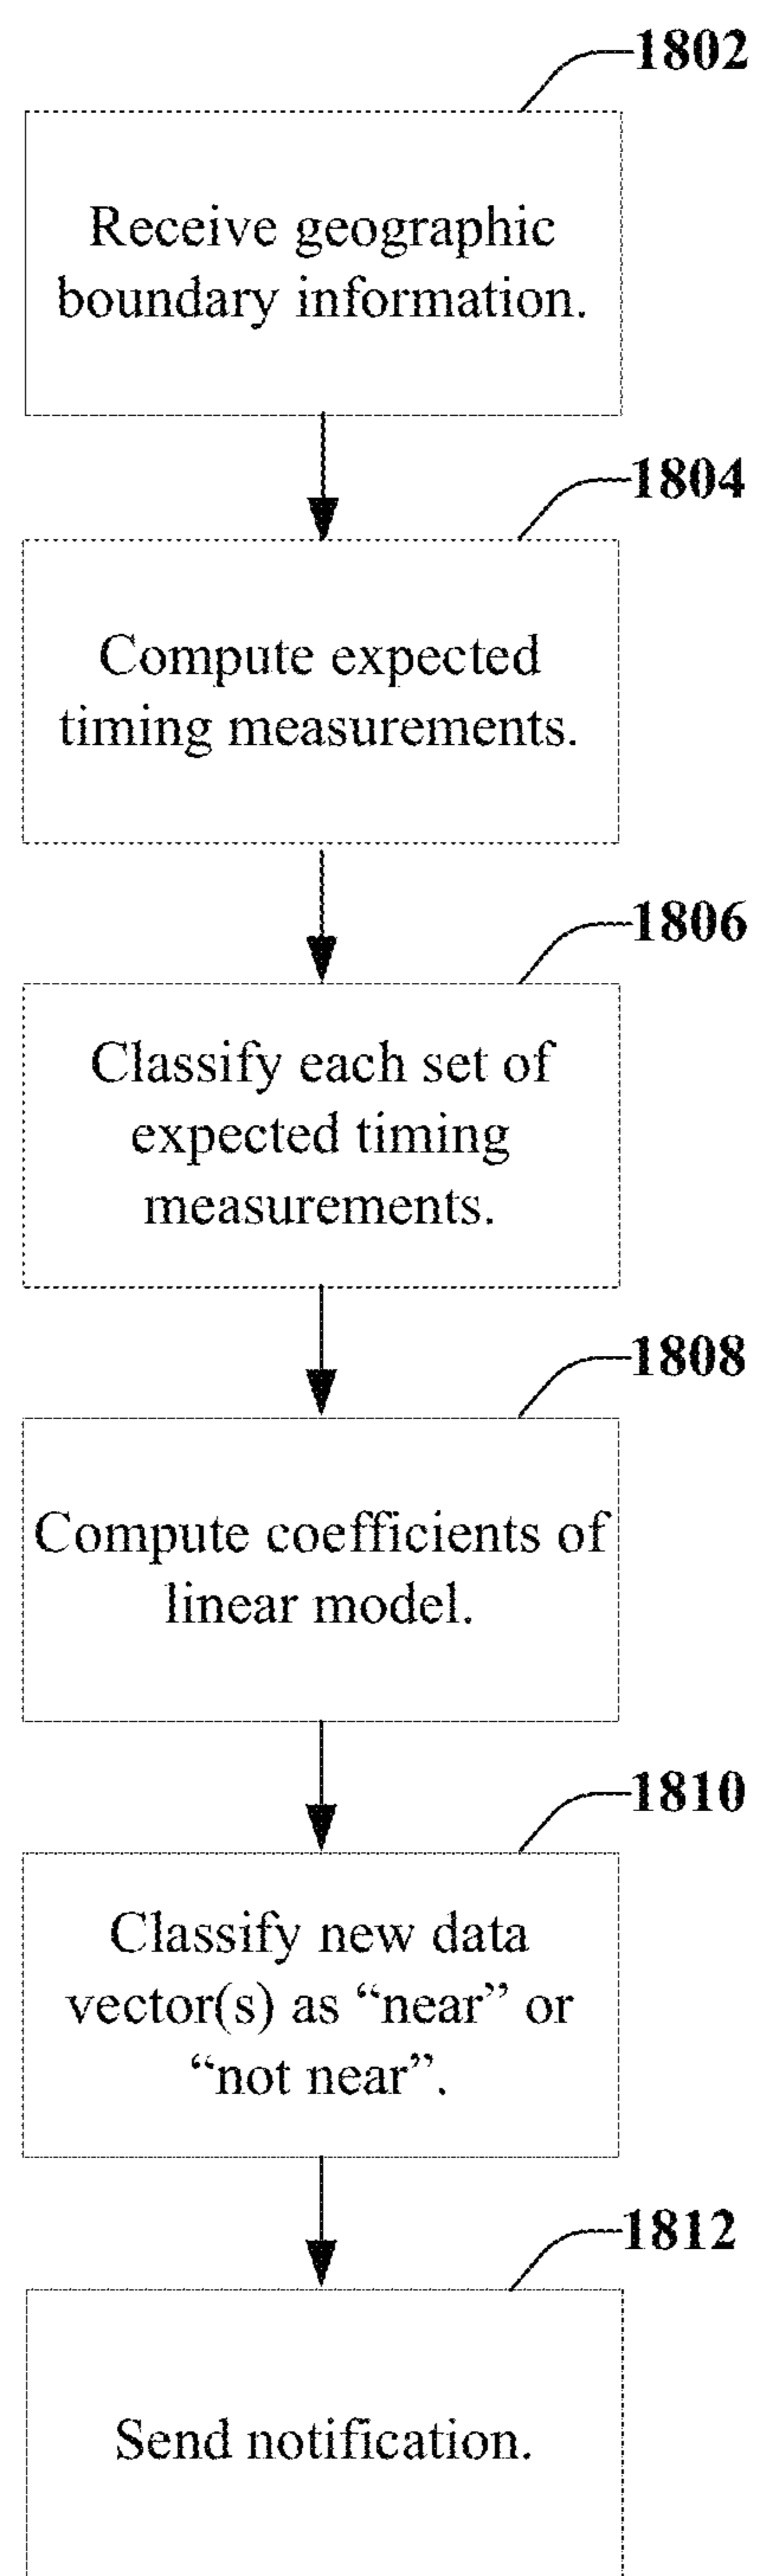 1802
Receive geographic
boundary information.
1804
Compute expected
timing measurements.
1806
Classify each set of
expected timing
measurements.
1808
Compute coefficients of
linear model.
1810
Classify new data
vector(s) as “near” or
“not near”.
1812
Send notification.